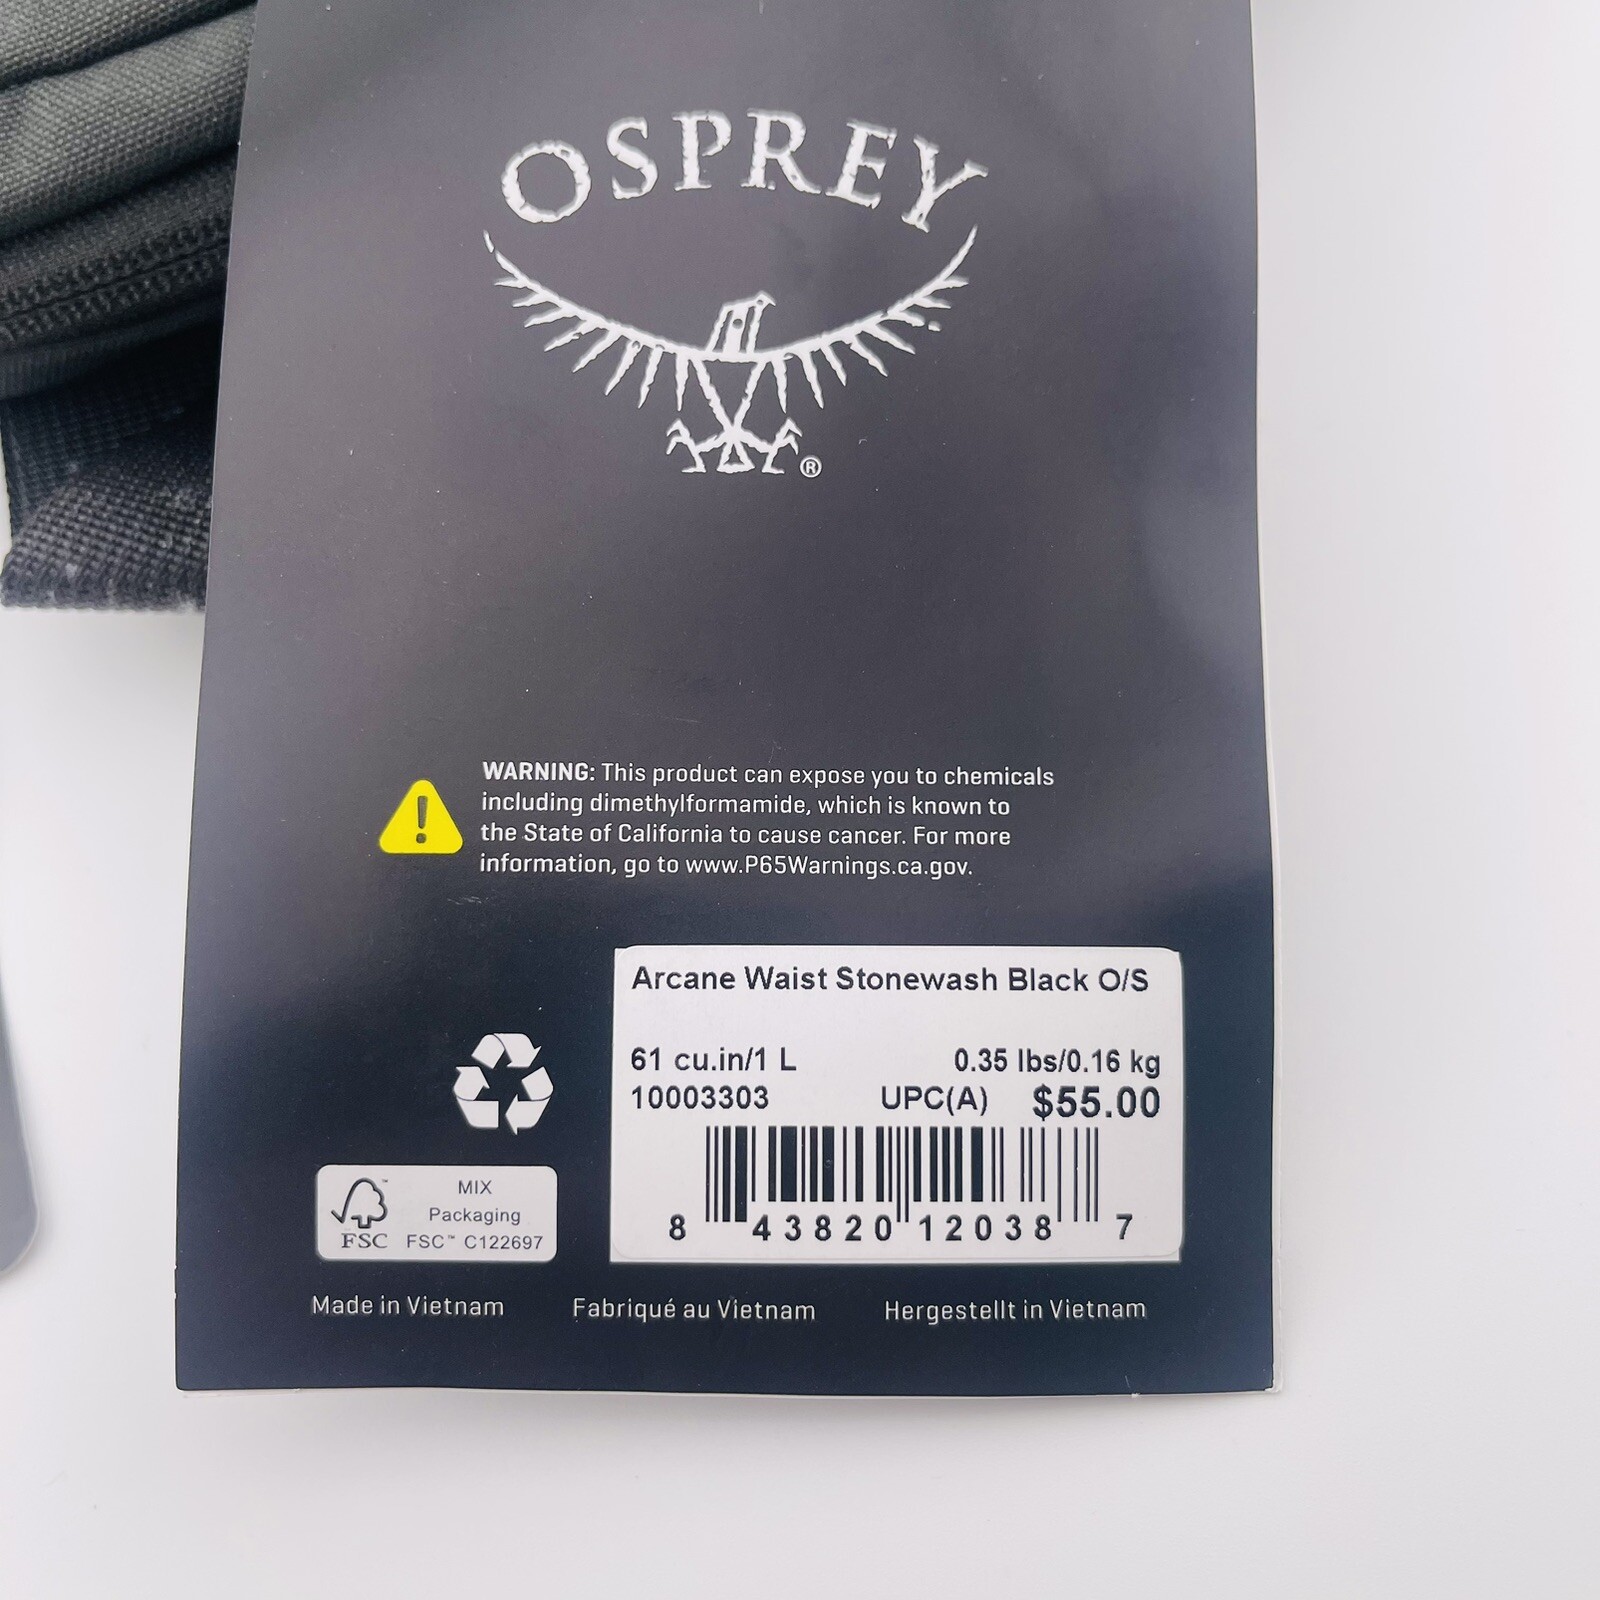 OSPREY
®
WARNING: This product can expose you to chemicals
including dimethylformamide, which is known to
the State of California to cause cancer. For more
information, go to www.P65Warnings.ca.gov.
Arcane Waist Stonewash Black O/S
61 cu.in/1 L 0.35 lbs/0.16 kg
10003303 UPC(A) $55.00
8 43820 12038 7
MIX
Packaging
FSC FSC™ C122697
Made in Vietnam Fabriqué au Vietnam Hergestellt in Vietnam